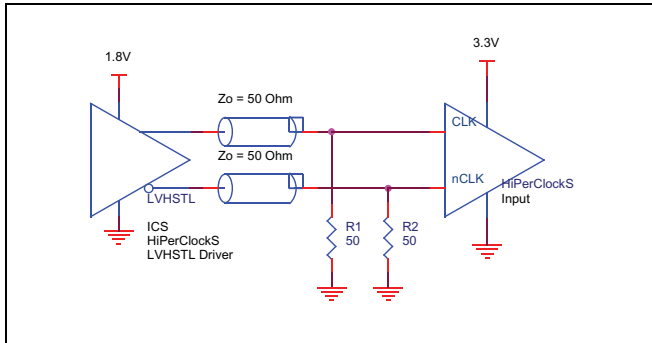 1.8V
3.3V
Zo = 50 Ohm
CLK
Zo = 50 Ohm
nCLK
LVHSTL
HiPerClockS
Input
ICS
HiPerClockS
LVHSTL Driver
R1
50
R2
50